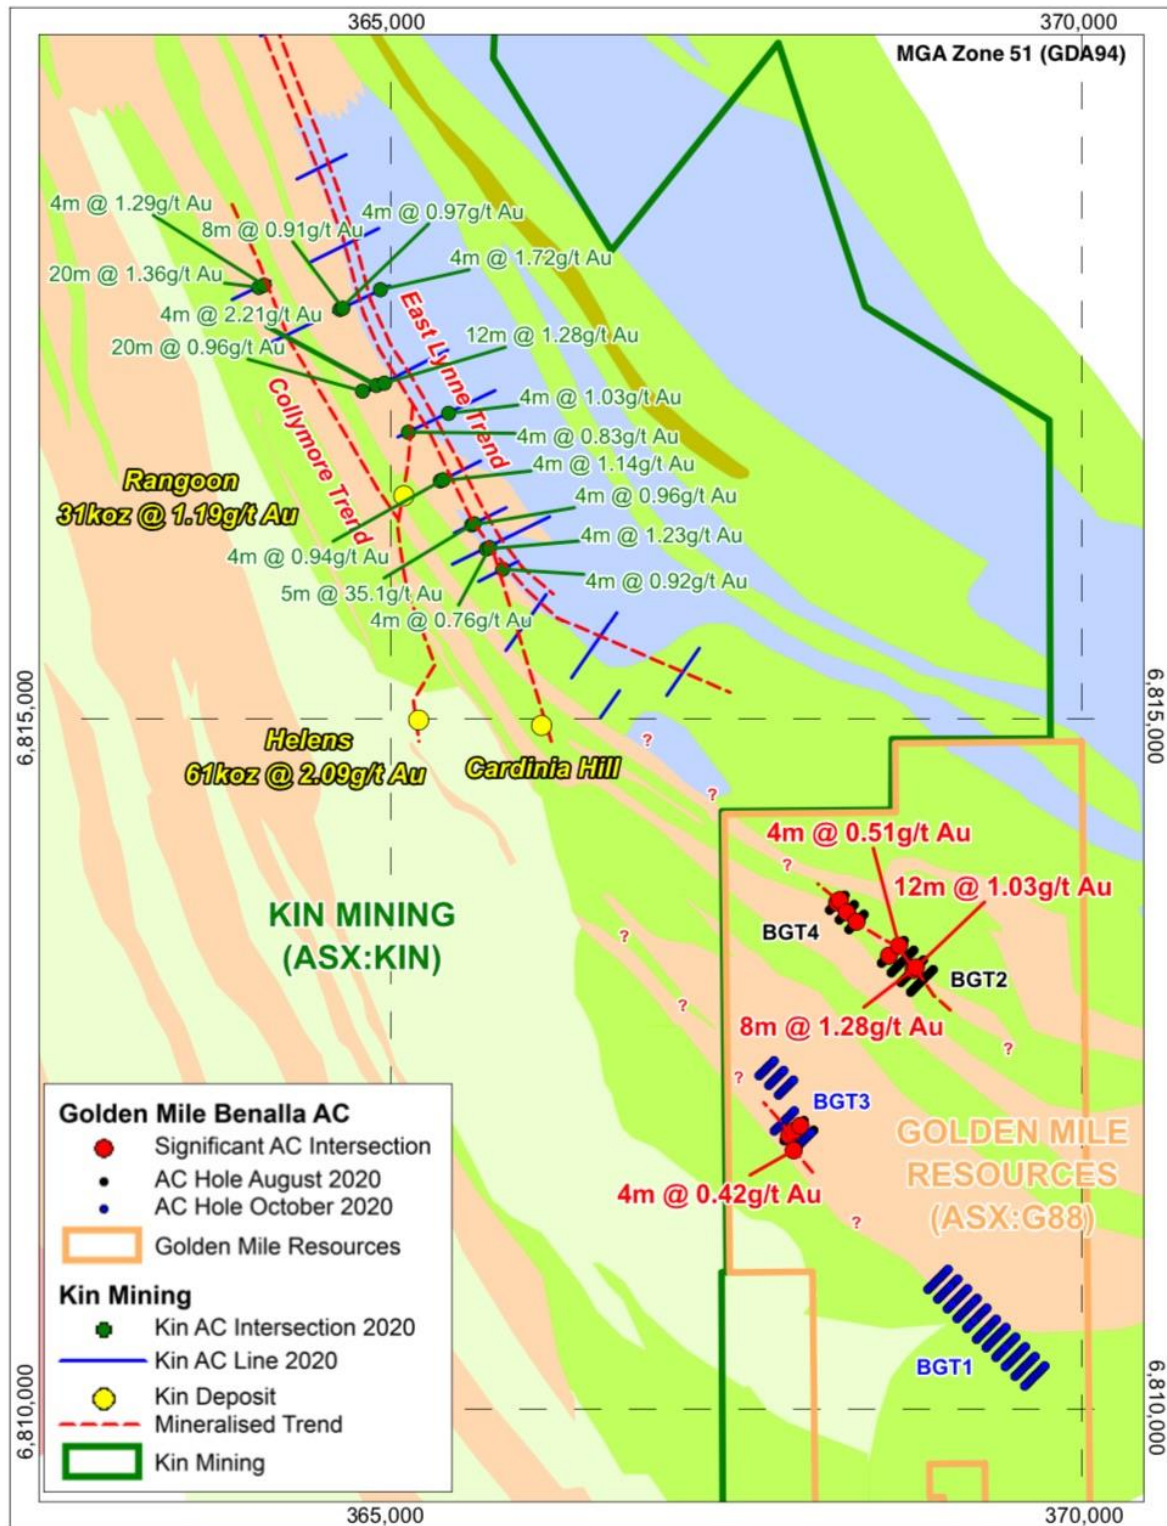 365,000
370,000
MGA Zone 51 (GDA94)
4m @ 1.29g/t Au
8m @ 0.91g/t Au
4m @ 0.97g/t Au
20m @ 1.36g/t Au
4m @ 1.72g/t Au
4m @ 2.21g/t Au
20m @ 0.96g/t Au
12m @ 1.28g/t Au
East Lynne Trend
Collymore Trend
4m @ 1.03g/t Au
4m @ 0.83g/t Au
4m @ 1.14g/t Au
Rangoon
31koz @ 1.19g/t Au
4m @ 0.96g/t Au
4m @ 1.23g/t Au
4m @ 0.94g/t Au
4m @ 0.92g/t Au
5m @ 35.1g/t Au
4m @ 0.76g/t Au
6,815,000
6,815,000
Helens
61koz @ 2.09g/t Au
Cardinia Hill
?
?
4m @ 0.51g/t Au
?
12m @ 1.03g/t Au
KIN MINING
(ASX:KIN)
BGT4
?
BGT2
?
8m @ 1.28g/t Au
?
?
BGT3
GOLDEN MILE
RESOURCES
(ASX:G88)
4m @ 0.42g/t Au
?
BGT1
6,810,000
6,810,000
Golden Mile Benalla AC
Significant AC Intersection
AC Hole August 2020
AC Hole October 2020
Golden Mile Resources
Kin Mining
Kin AC Intersection 2020
Kin AC Line 2020
Kin Deposit
Mineralised Trend
Kin Mining
365,000
370,000